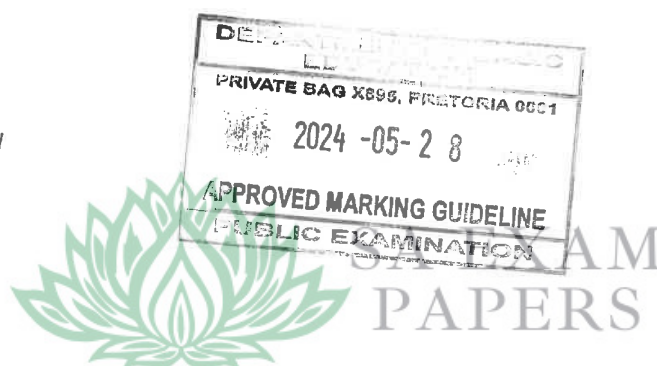 PRIVATE BAG X895, PRETORIA 0001
2024 -05- 2 8
APPROVED MARKING GUIDELINE
PUBLIC EXAMINATION
SA EXAM
PAPERS